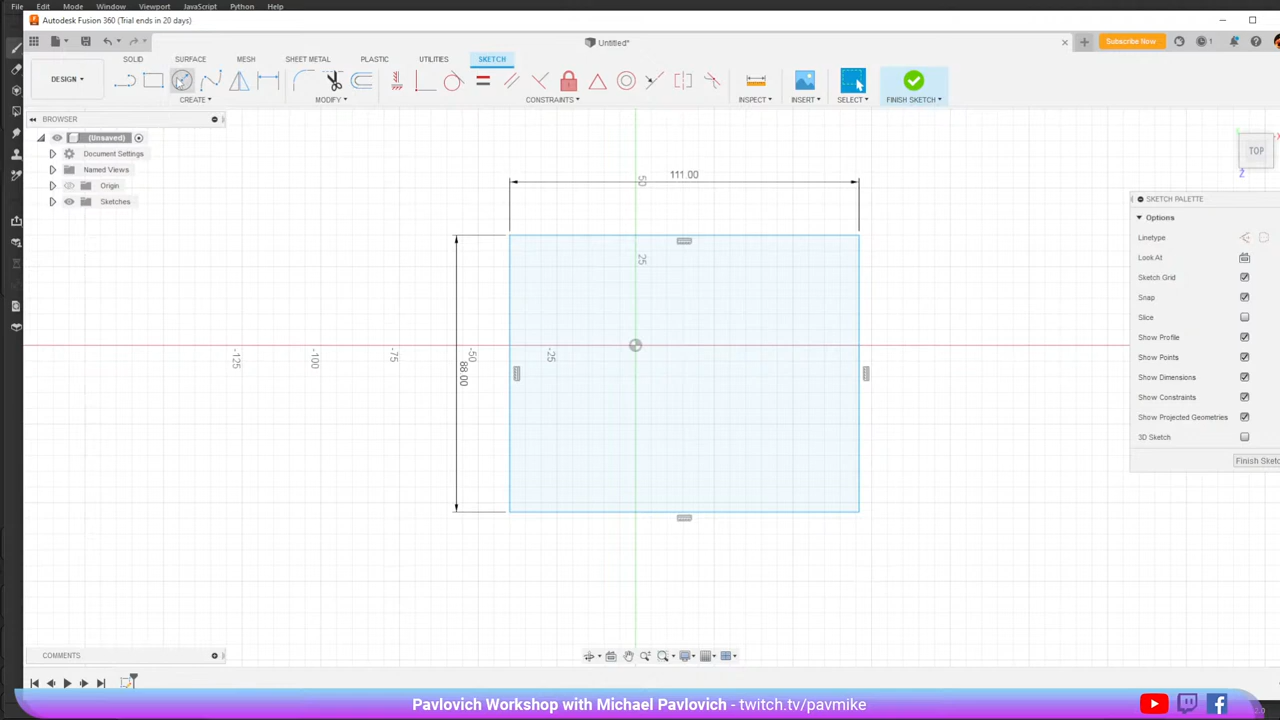 File Edit Mode Window Viewport JavaScript Python Help
Autodesk Fusion 360 (Trial ends in 20 days)
Untitled*
Subscribe Now
1
DESIGN
SOLID SURFACE MESH SHEET METAL PLASTIC UTILITIES SKETCH
CREATE MODIFY CONSTRAINTS INSPECT INSERT SELECT FINISH SKETCH
BROWSER
(Unsaved)
Document Settings
Named Views
Origin
Sketches
TOP
X
Z
111.00
50
25
88.00
-125
-100
-75
-50
-25
SKETCH PALETTE
Options
Linetype
Look At
Sketch Grid
Snap
Slice
Show Profile
Show Points
Show Dimensions
Show Constraints
Show Projected Geometries
3D Sketch
Finish Sketc
COMMENTS
Pavlovich Workshop with Michael Pavlovich - twitch.tv/pavmike